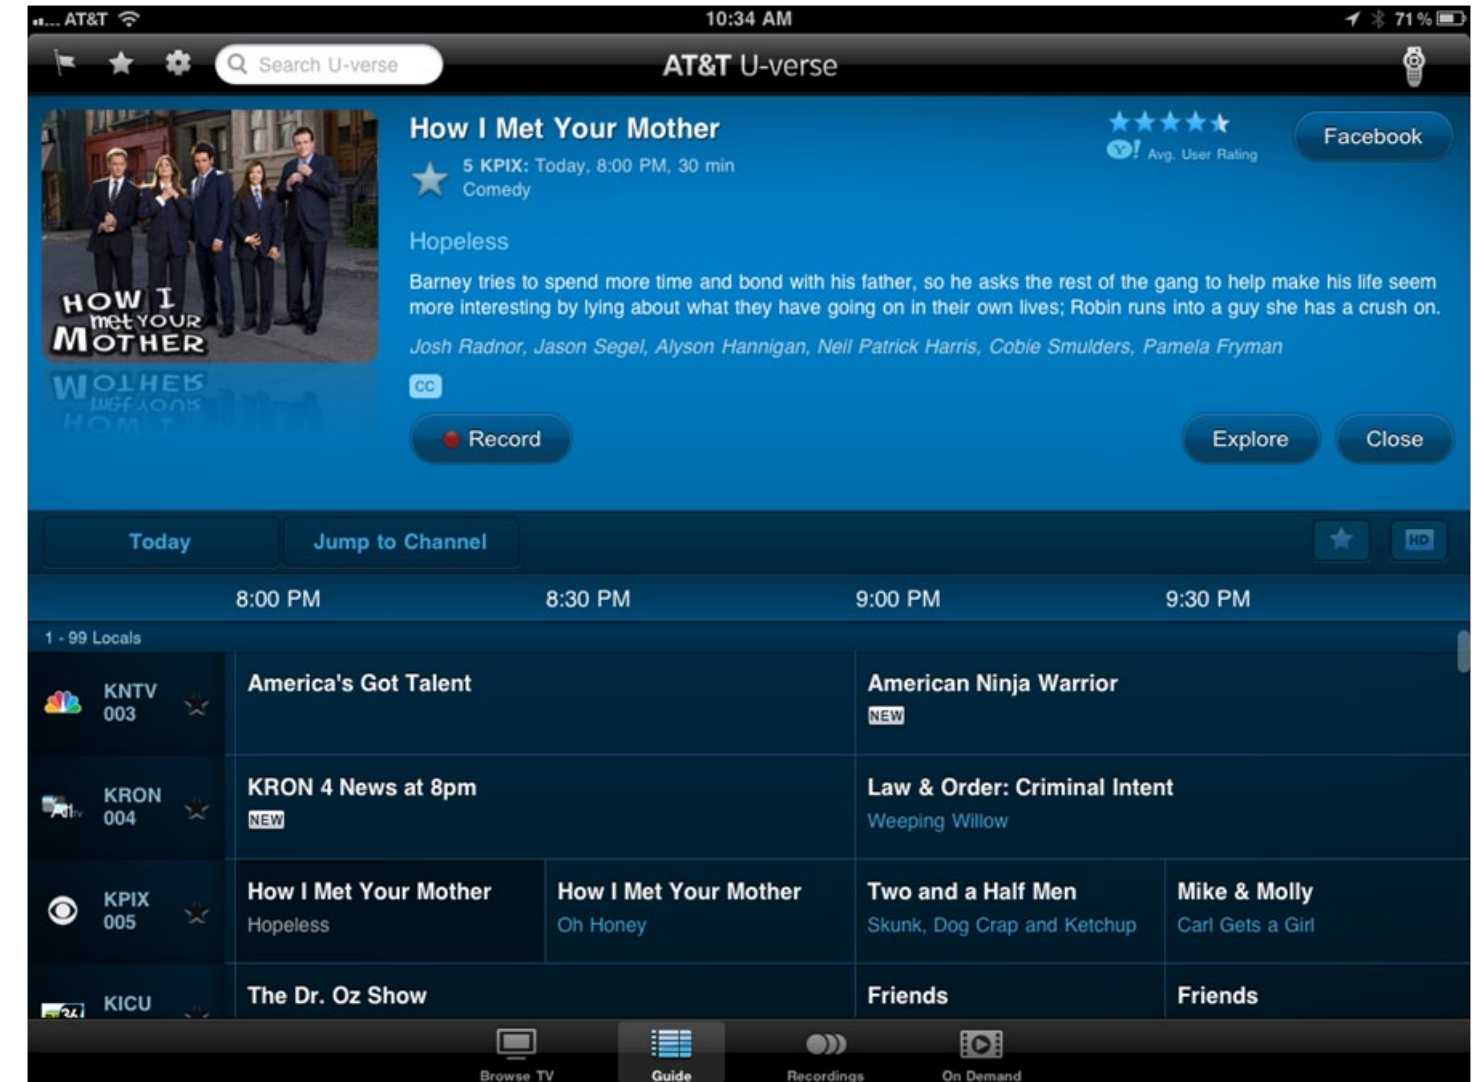 AT&T
10:34 AM
71%
Search U-verse
AT&T U-verse
How I Met Your Mother
5 KPIX: Today, 8:00 PM, 30 min
Comedy
Avg. User Rating
Facebook
Hopeless
Barney tries to spend more time and bond with his father, so he asks the rest of the gang to help make his life seem
more interesting by lying about what they have going on in their own lives; Robin runs into a guy she has a crush on.
Josh Radnor, Jason Segel, Alyson Hannigan, Neil Patrick Harris, Cobie Smulders, Pamela Fryman
HOW I
met YOUR
MOTHER
CC
Record
Explore
Close
Today
Jump to Channel
HD
8:00 PM
8:30 PM
9:00 PM
9:30 PM
1 - 99 Locals
KNTV
003
America's Got Talent
American Ninja Warrior
NEW
KRON
004
KRON 4 News at 8pm
NEW
Law & Order: Criminal Intent
Weeping Willow
KPIX
005
How I Met Your Mother
Hopeless
How I Met Your Mother
Oh Honey
Two and a Half Men
Skunk, Dog Crap and Ketchup
Mike & Molly
Carl Gets a Girl
KICU
The Dr. Oz Show
Friends
Friends
Browse TV
Guide
Recordings
On Demand